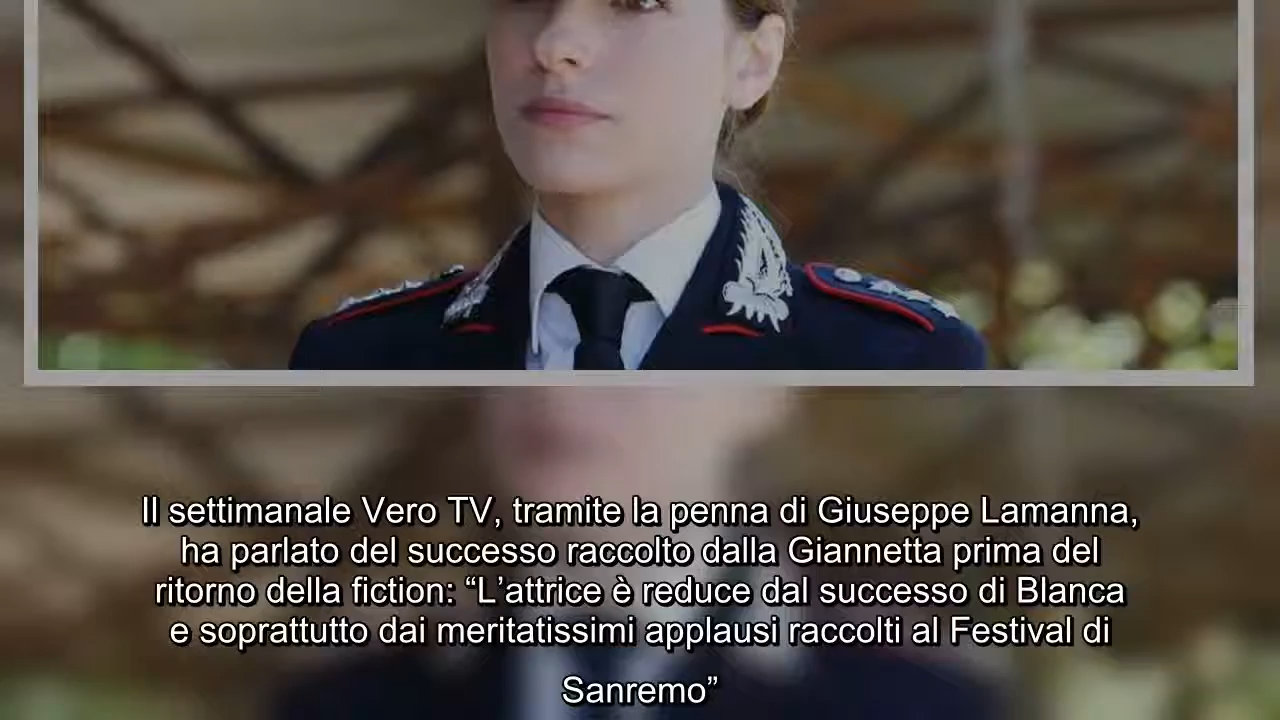 Il settimanale Vero TV, tramite la penna di Giuseppe Lamanna,
ha parlato del successo raccolto dalla Giannetta prima del
ritorno della fiction: “L’attrice è reduce dal successo di Blanca
e soprattutto dai meritatissimi applausi raccolti al Festival di
Sanremo”